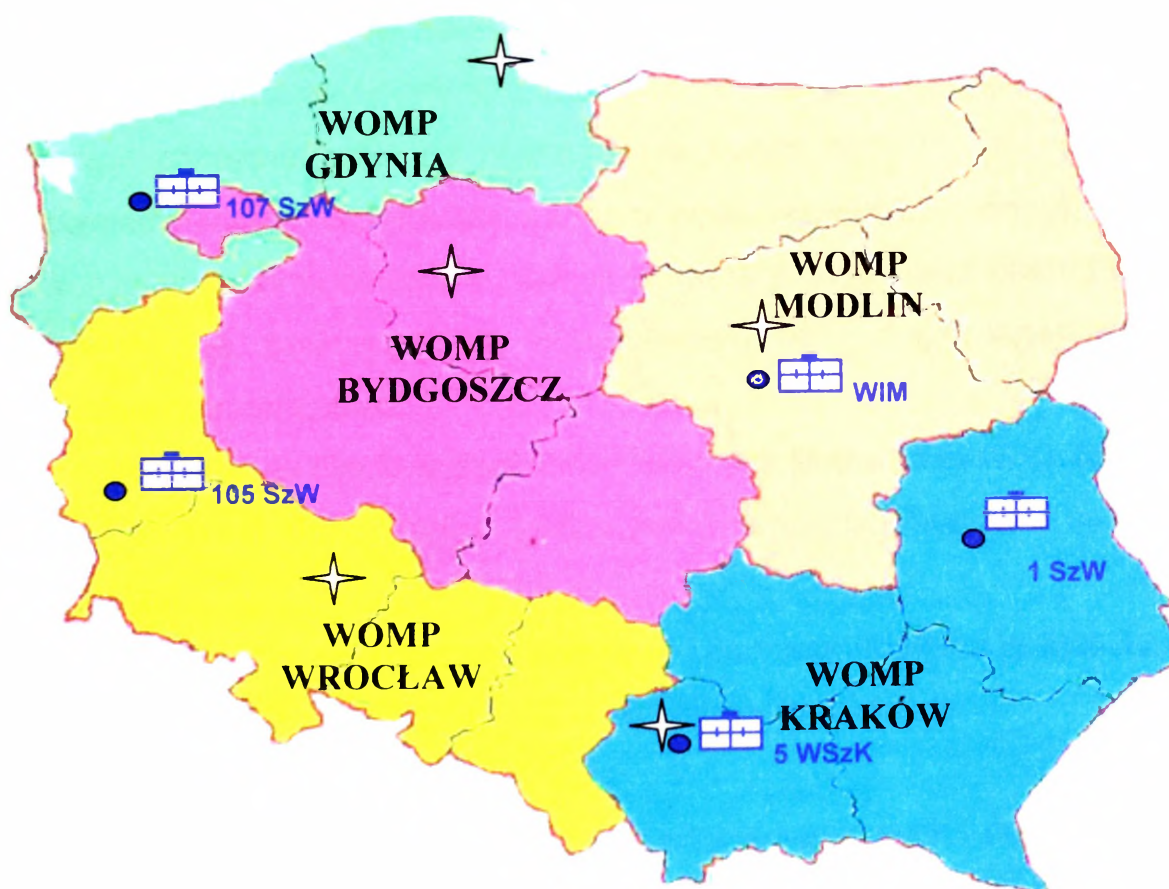 WOMP
GDYNIA
107 SzW
WOMP
MODLIN
WOMP
BYDGOSZCZ
WIM
105 SzW
1 SzW
WOMP
WROCŁAW
WOMP
KRAKÓW
5 WSzK